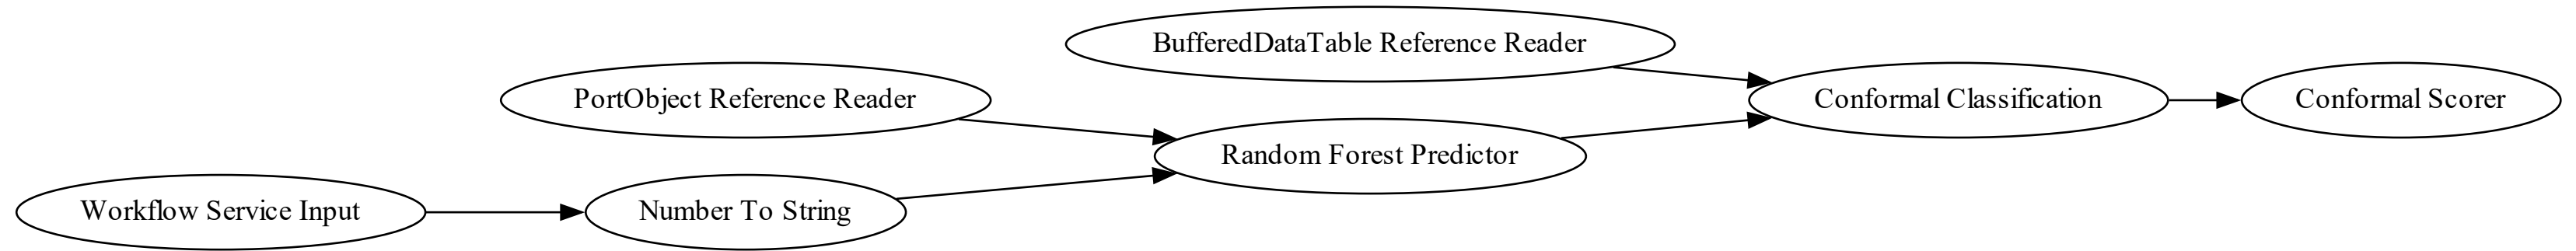 BufferedDataTable Reference Reader
PortObject Reference Reader
Conformal Classification
Conformal Scorer
Random Forest Predictor
Workflow Service Input
Number To String